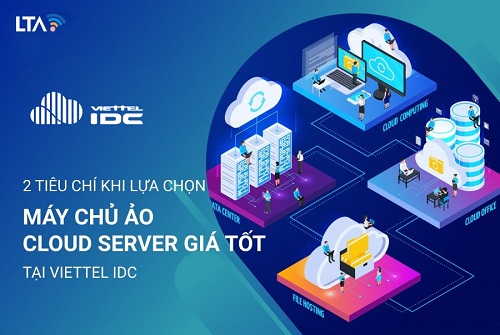 LTA
VIETTEL
IDC
2 TIÊU CHÍ KHI LỰA CHỌN
MÁY CHỦ ẢO
CLOUD SERVER GIÁ TỐT
TẠI VIETTEL IDC
CLOUD COMPUTING
DATA CENTER
CLOUD OFFICE
FILE HOSTING